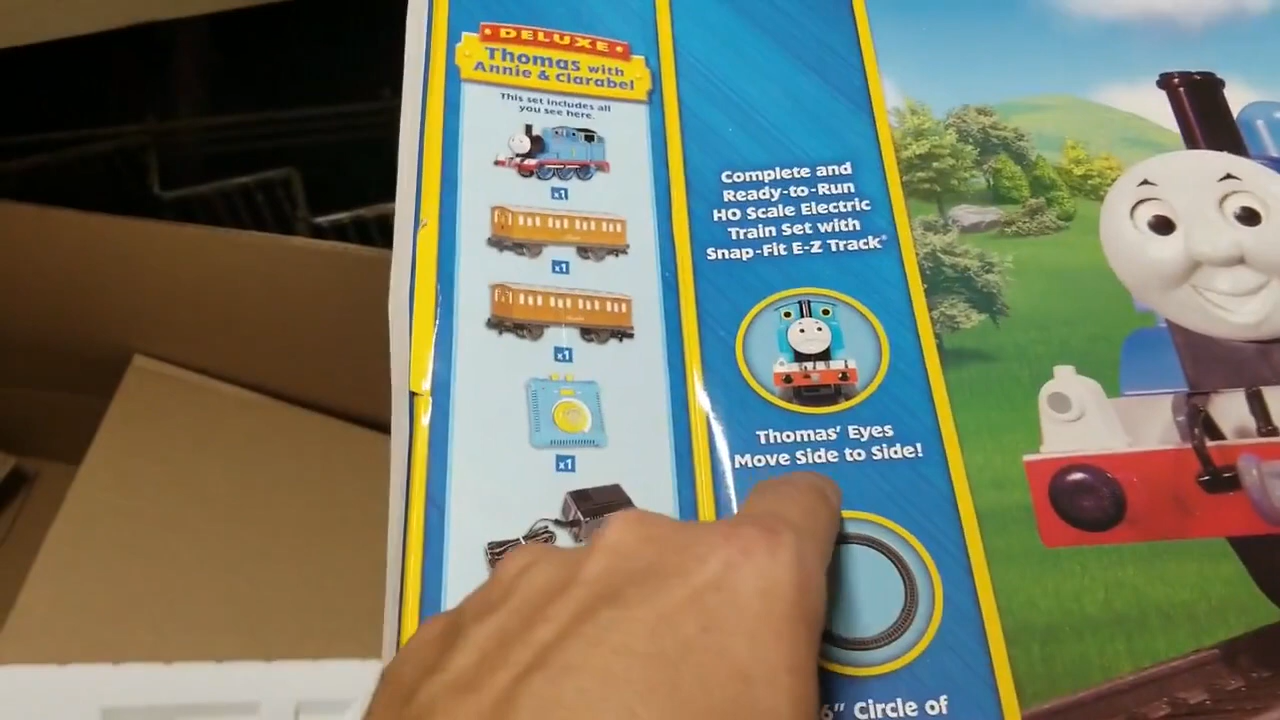 DELUXE
Thomas with
Annie & Clarabel
This set includes all
you see here.
x1
x1
x1
x1
Complete and
Ready-to-Run
HO Scale Electric
Train Set with
Snap-Fit E-Z Track®
Thomas' Eyes
Move Side to Side!
6" Circle of